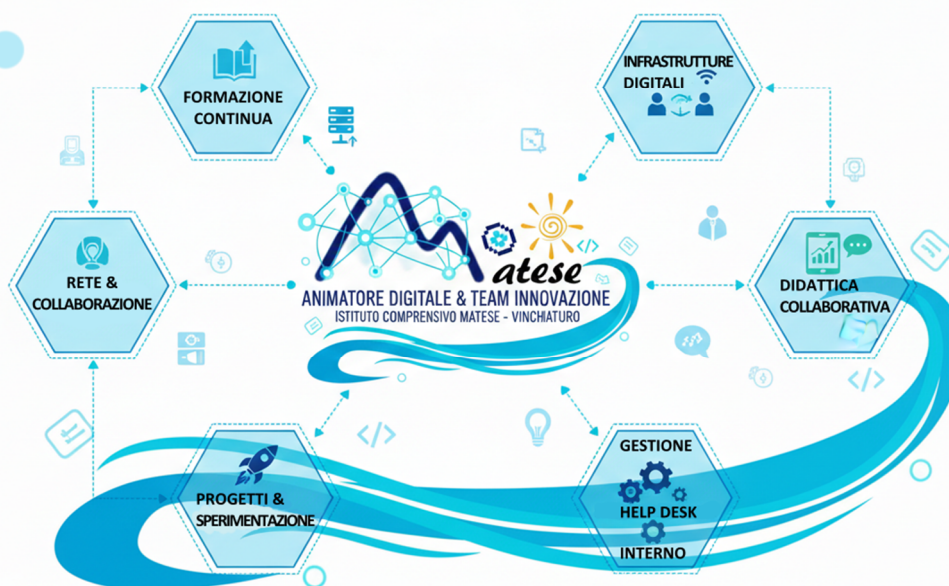 FORMAZIONE
CONTINUA
INFRASTRUTTURE
DIGITALI
RETE &
COLLABORAZIONE
atese
ANIMATORE DIGITALE & TEAM INNOVAZIONE
ISTITUTO COMPRENSIVO MATESE - VINCHIATURO
DIDATTICA
COLLABORATIVA
PROGETTI &
SPERIMENTAZIONE
GESTIONE
HELP DESK
INTERNO